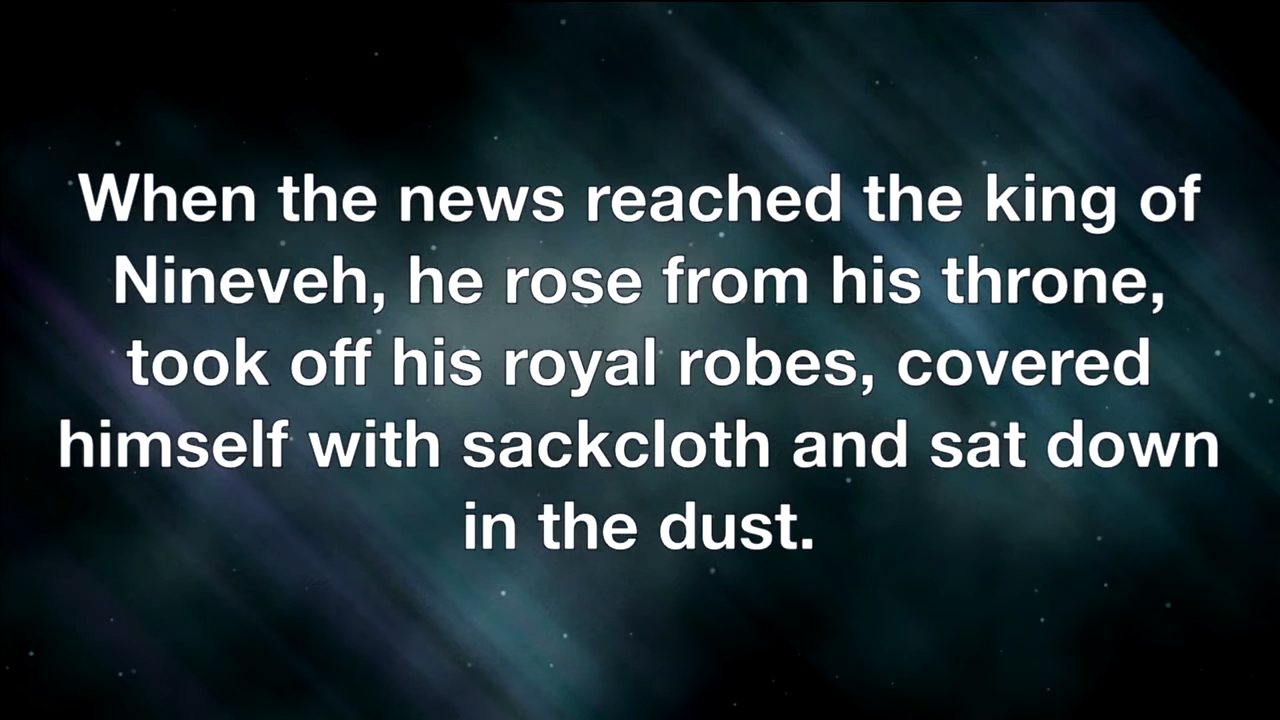 When the news reached the king of
Nineveh, he rose from his throne,
took off his royal robes, covered
himself with sackcloth and sat down
in the dust.